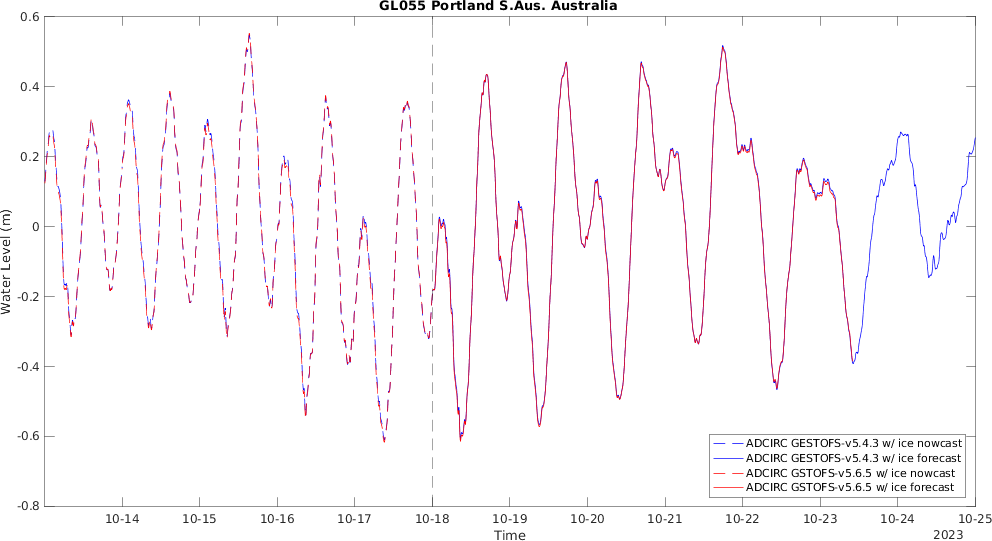 GL055 Portland S.Aus. Australia
0.6
0.4
0.2
0
-0.2
-0.4
-0.6
-0.8
Water Level (m)
10-14 10-15 10-16 10-17 10-18 10-19 10-20 10-21 10-22 10-23 10-24 10-25
Time
2023
ADCIRC GESTOFS-v5.4.3 w/ ice nowcast
ADCIRC GESTOFS-v5.4.3 w/ ice forecast
ADCIRC GSTOFS-v5.6.5 w/ ice nowcast
ADCIRC GSTOFS-v5.6.5 w/ ice forecast